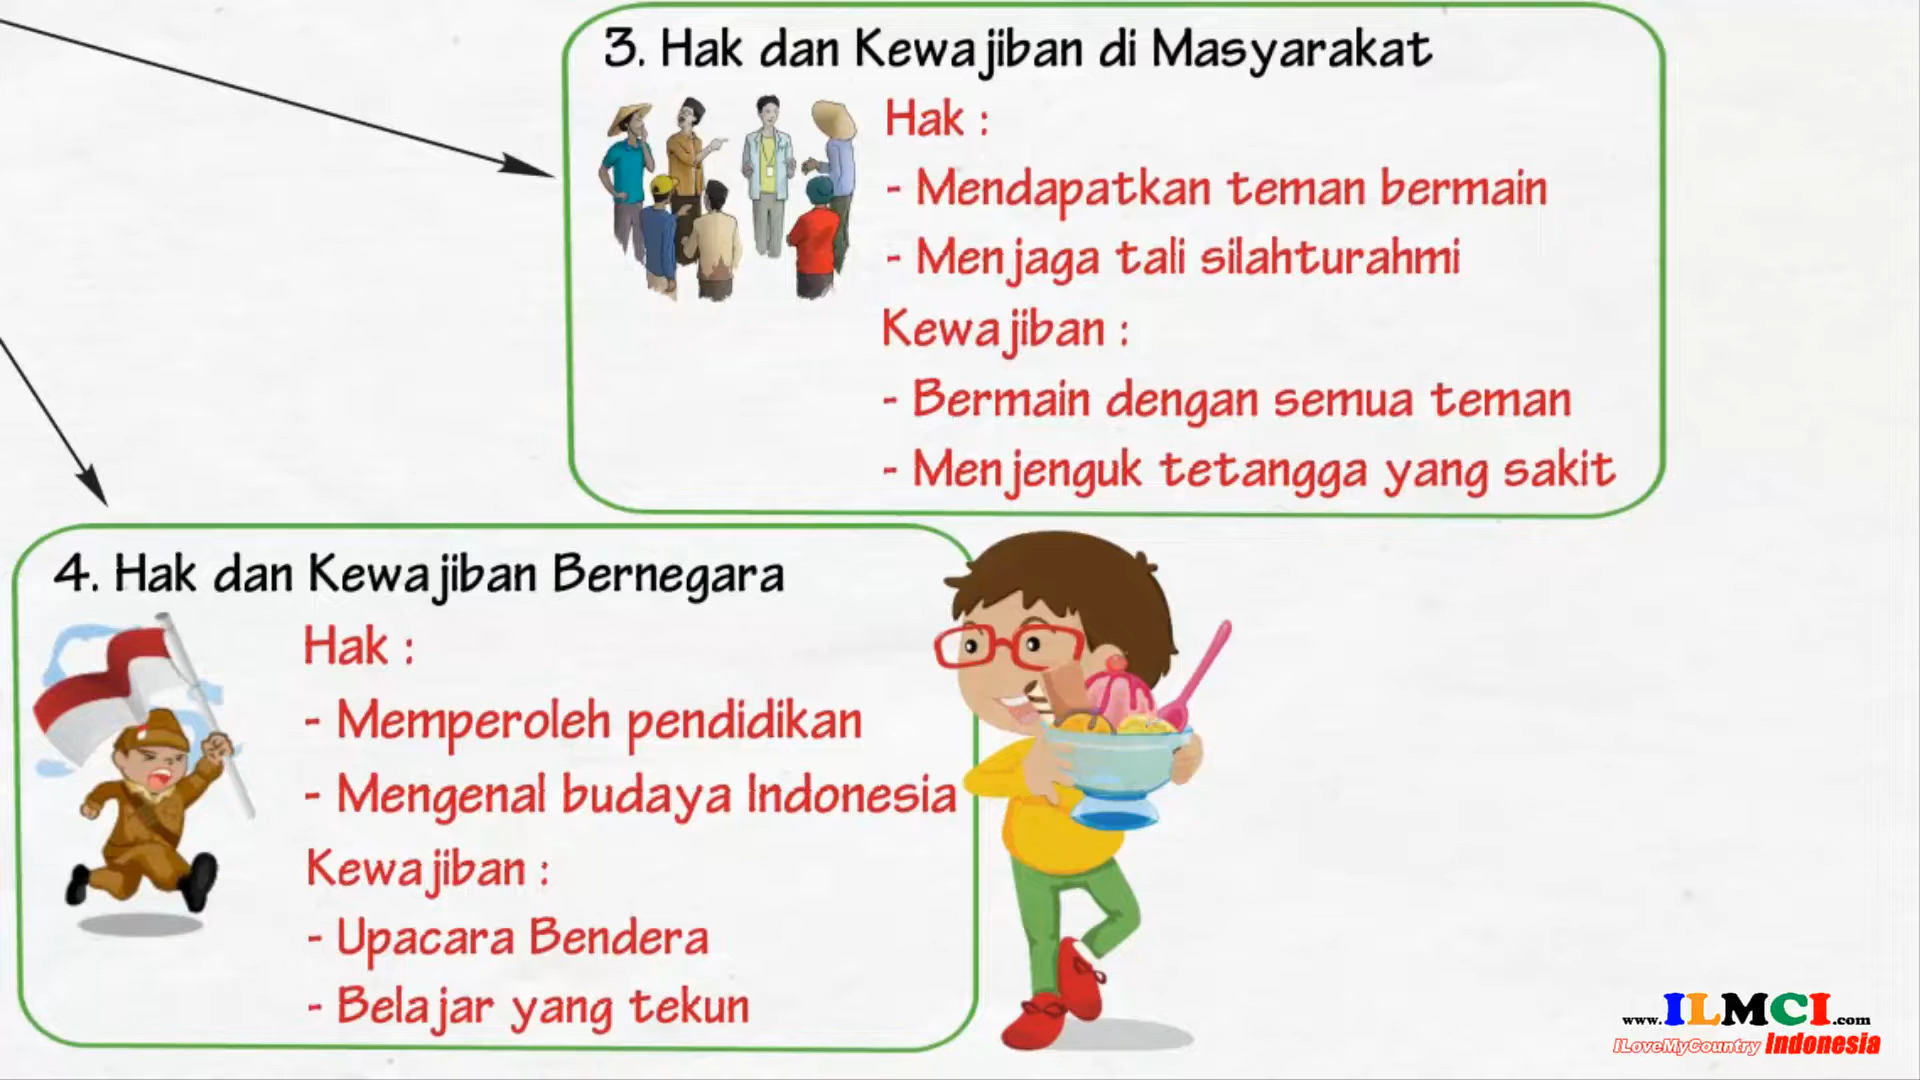 3. Hak dan Kewajiban di Masyarakat
Hak :
- Mendapatkan teman bermain
- Menjaga tali silahturahmi
Kewajiban :
- Bermain dengan semua teman
- Menjenguk tetangga yang sakit
4. Hak dan Kewajiban Bernegara
Hak :
- Memperoleh pendidikan
- Mengenal budaya Indonesia
Kewajiban :
- Upacara Bendera
- Belajar yang tekun
www.ILMCI.com
ILoveMyCountry Indonesia